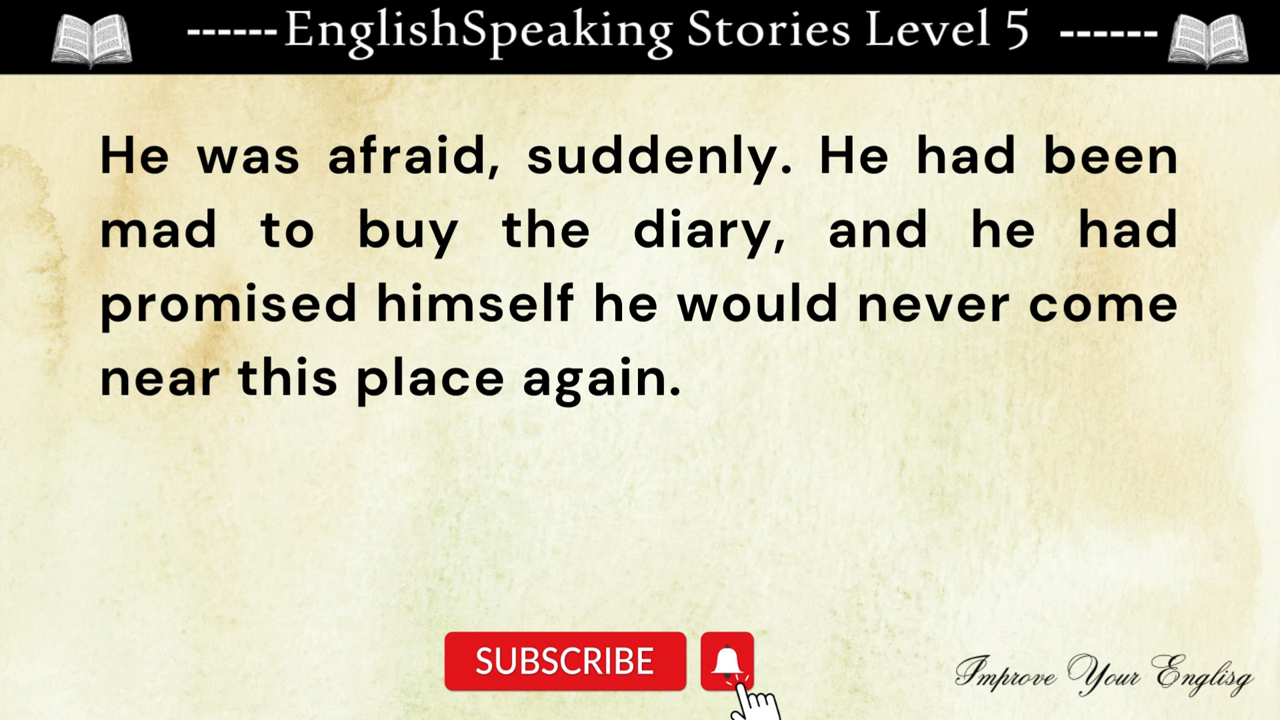 ------EnglishSpeaking Stories Level 5 ------
He was afraid, suddenly. He had been
mad to buy the diary, and he had
promised himself he would never come
near this place again.
SUBSCRIBE
Improve Your Englisg